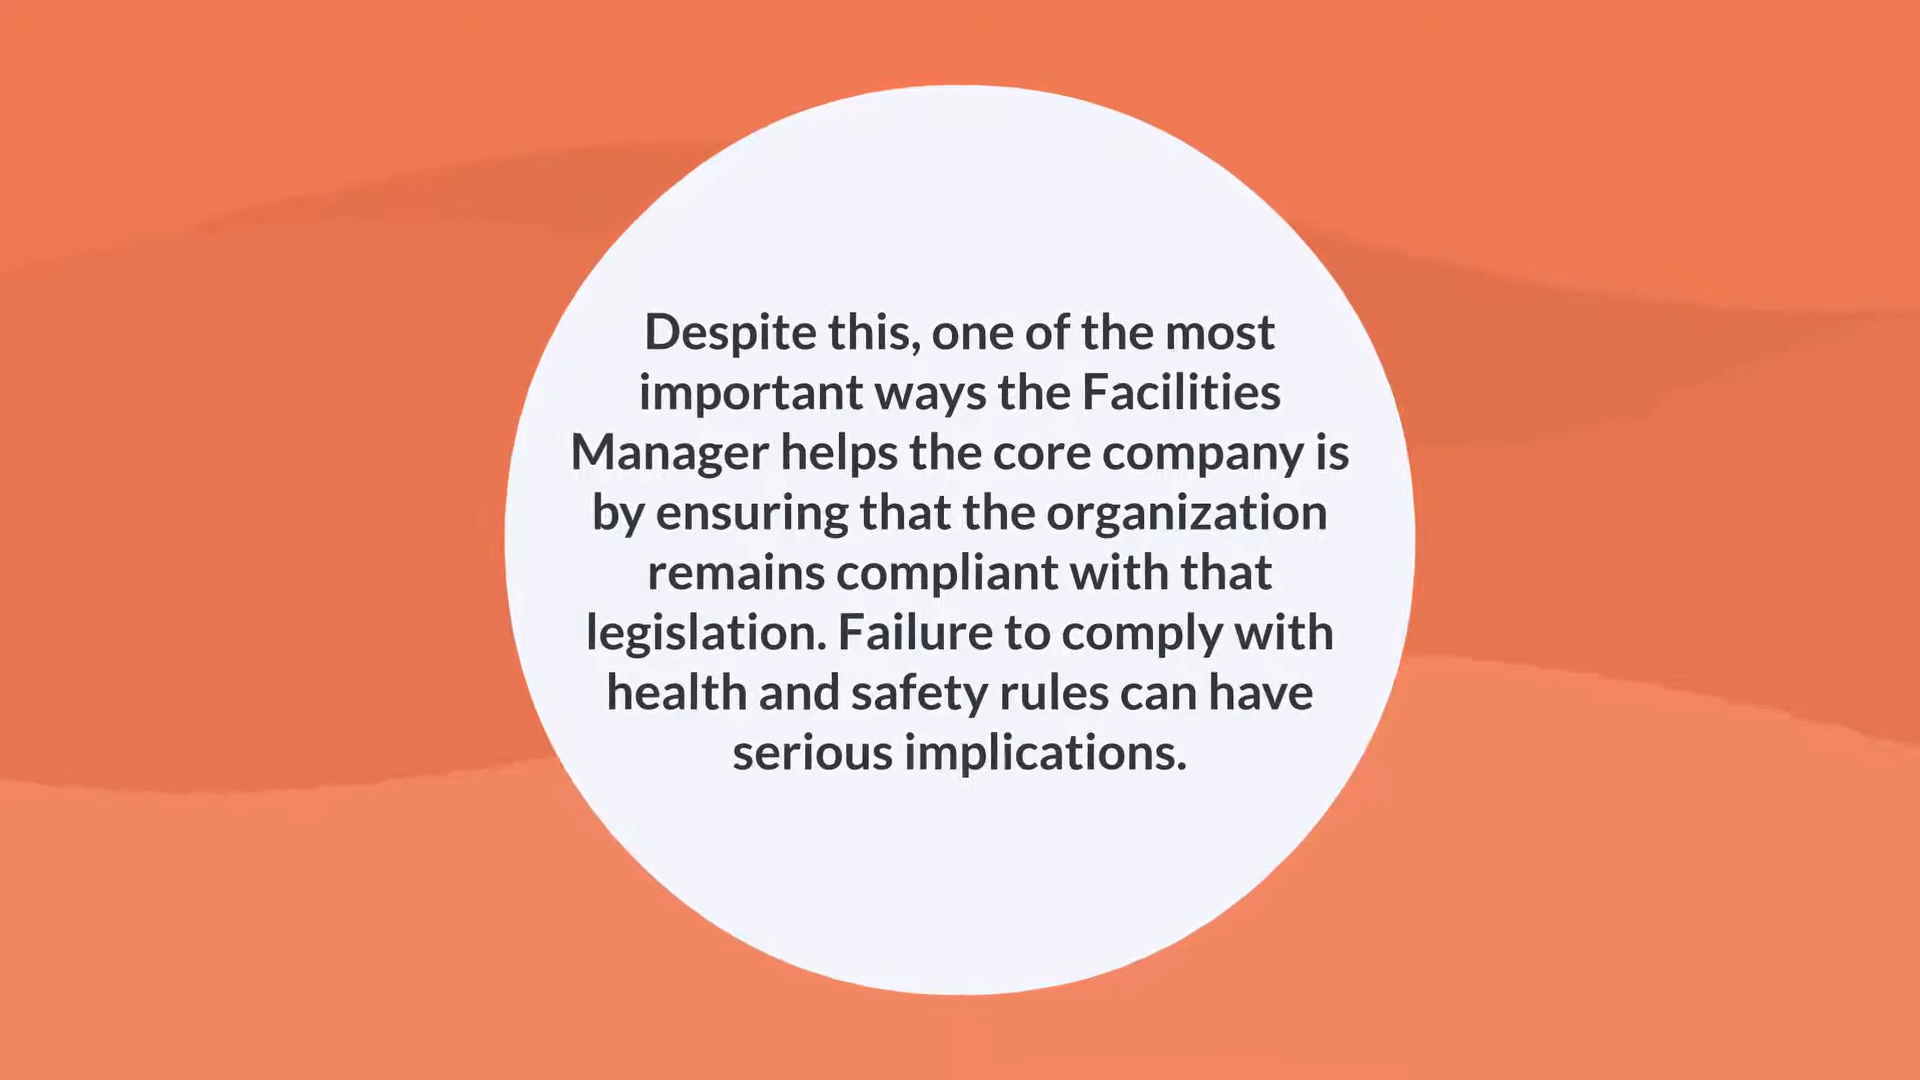 Despite this, one of the most
important ways the Facilities
Manager helps the core company is
by ensuring that the organization
remains compliant with that
legislation. Failure to comply with
health and safety rules can have
serious implications.